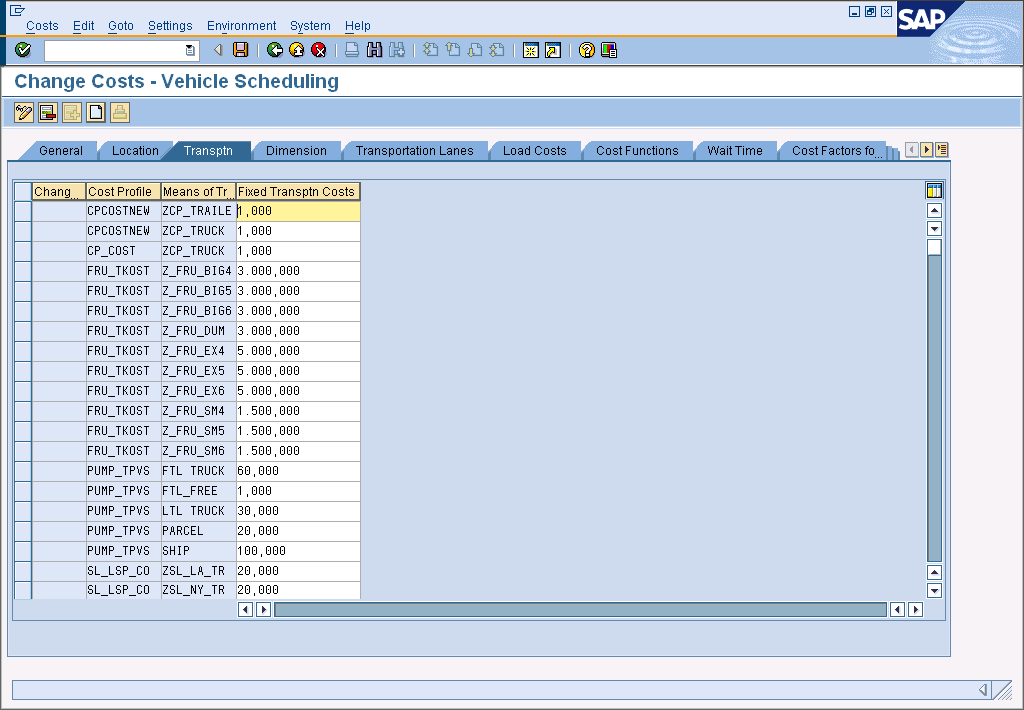 Costs Edit Goto Settings Environment System Help
SAP
Change Costs - Vehicle Scheduling
General Location Transptn Dimension Transportation Lanes Load Costs Cost Functions Wait Time Cost Factors fo...
Chang... Cost Profile Means of Tr... Fixed Transptn Costs
CPCOSTNEW ZCP_TRAILE 1,000
CPCOSTNEW ZCP_TRUCK 1,000
CP_COST ZCP_TRUCK 1,000
FRU_TKOST Z_FRU_BIG4 3.000,000
FRU_TKOST Z_FRU_BIG5 3.000,000
FRU_TKOST Z_FRU_BIG6 3.000,000
FRU_TKOST Z_FRU_DUM 3.000,000
FRU_TKOST Z_FRU_EX4 5.000,000
FRU_TKOST Z_FRU_EX5 5.000,000
FRU_TKOST Z_FRU_EX6 5.000,000
FRU_TKOST Z_FRU_SM4 1.500,000
FRU_TKOST Z_FRU_SM5 1.500,000
FRU_TKOST Z_FRU_SM6 1.500,000
PUMP_TPVS FTL TRUCK 60,000
PUMP_TPVS FTL_FREE 1,000
PUMP_TPVS LTL TRUCK 30,000
PUMP_TPVS PARCEL 20,000
PUMP_TPVS SHIP 100,000
SL_LSP_CO ZSL_LA_TR 20,000
SL_LSP_CO ZSL_NY_TR 20,000